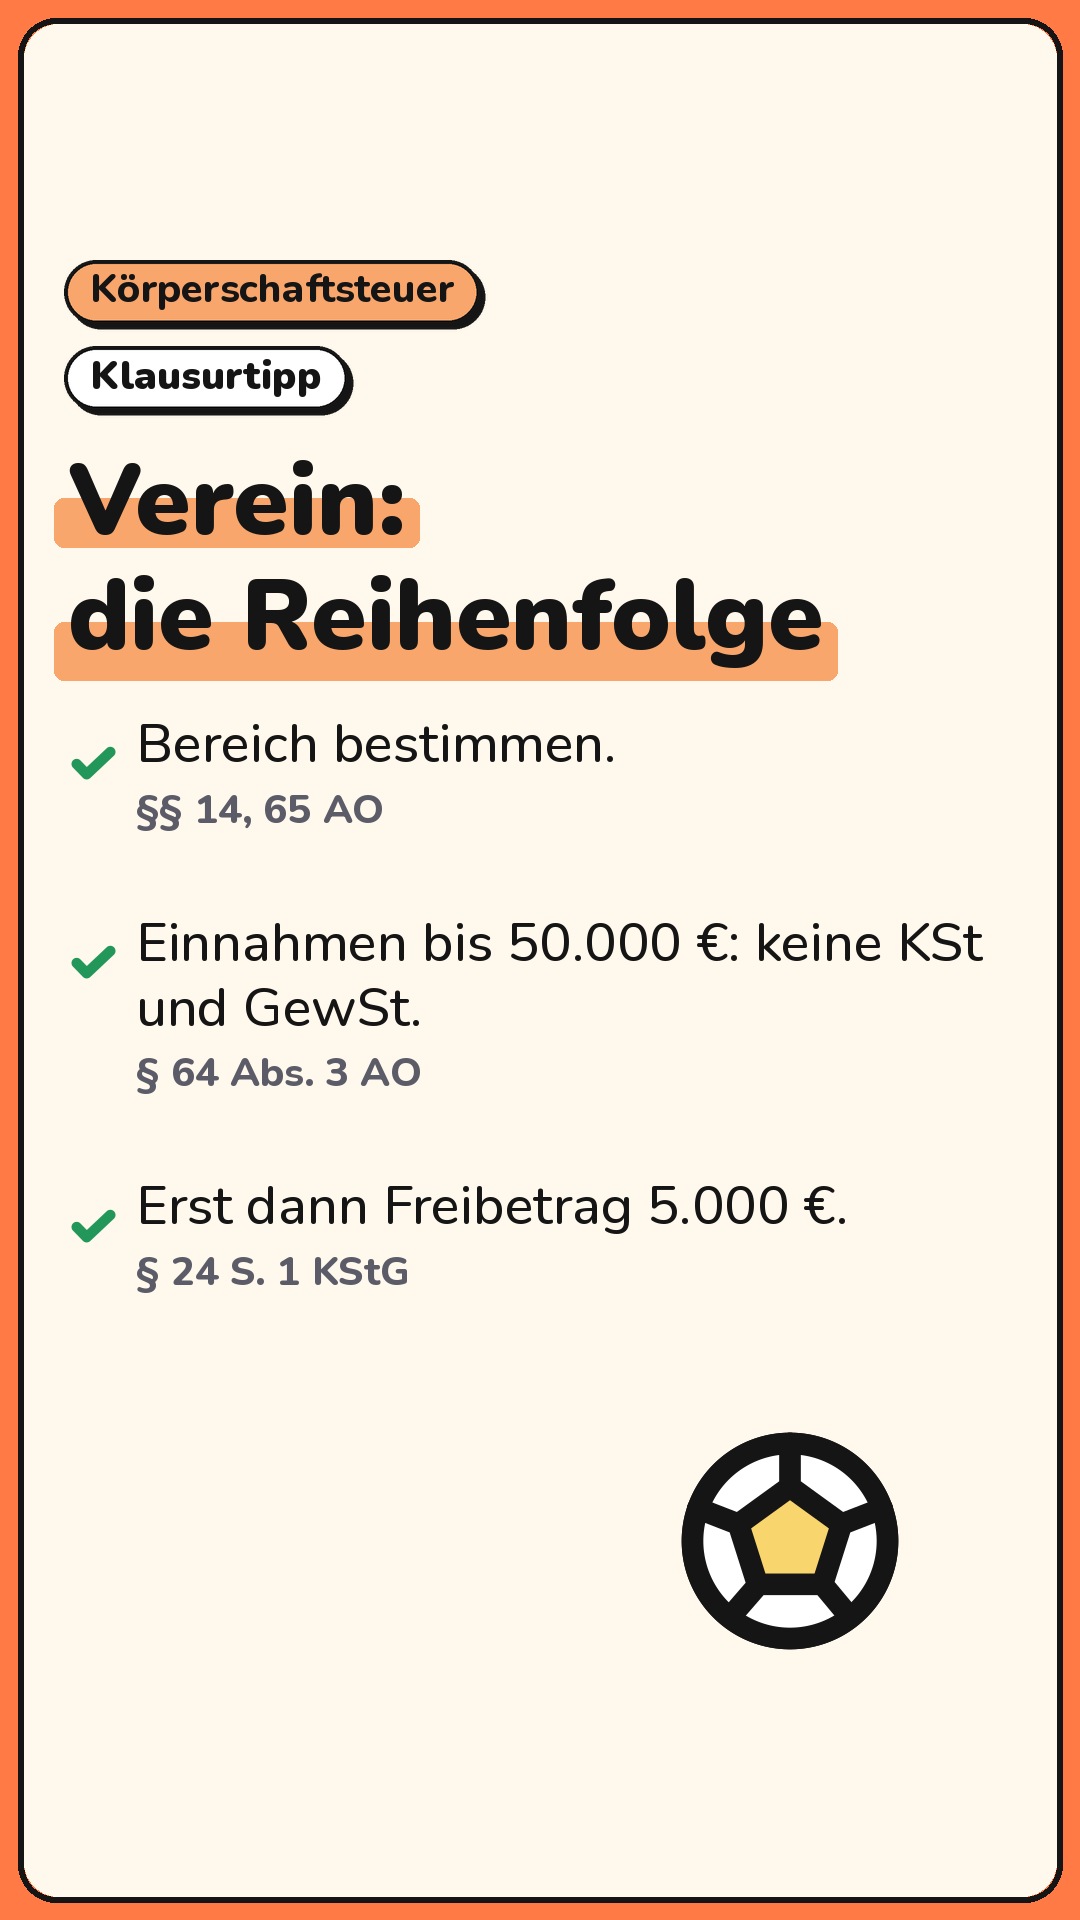 Körperschaftsteuer
Klausurtipp
Verein:
die Reihenfolge
Bereich bestimmen.
§§ 14, 65 AO
Einnahmen bis 50.000 €: keine KSt
und GewSt.
§ 64 Abs. 3 AO
Erst dann Freibetrag 5.000 €.
§ 24 S. 1 KStG